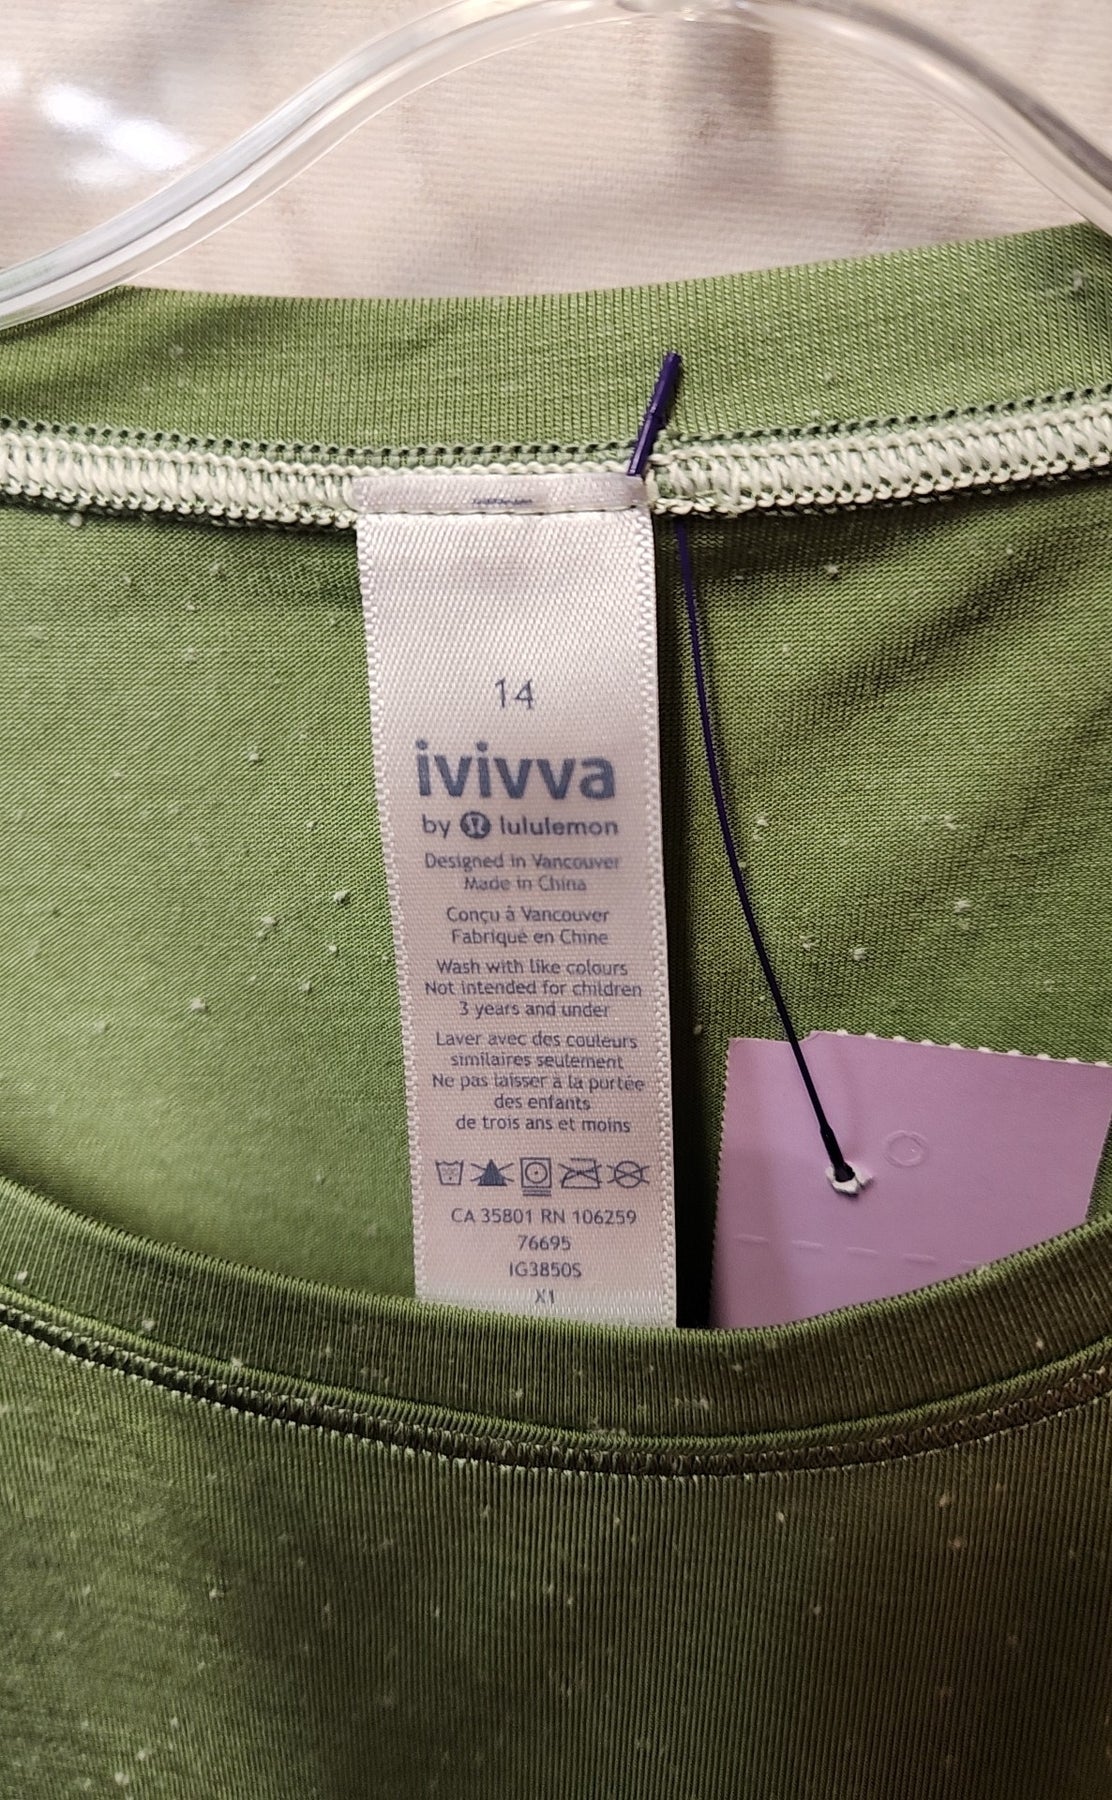 14
ivivva
by lululemon
Designed in Vancouver
Made in China
Conçu à Vancouver
Fabriqué en Chine
Wash with like colours
Not intended for children
3 years and under
Laver avec des couleurs
similaires seulement
Ne pas laisser à la portée
des enfants
de trois ans et moins
CA 35801 RN 106259
76695
IG3850S
X1